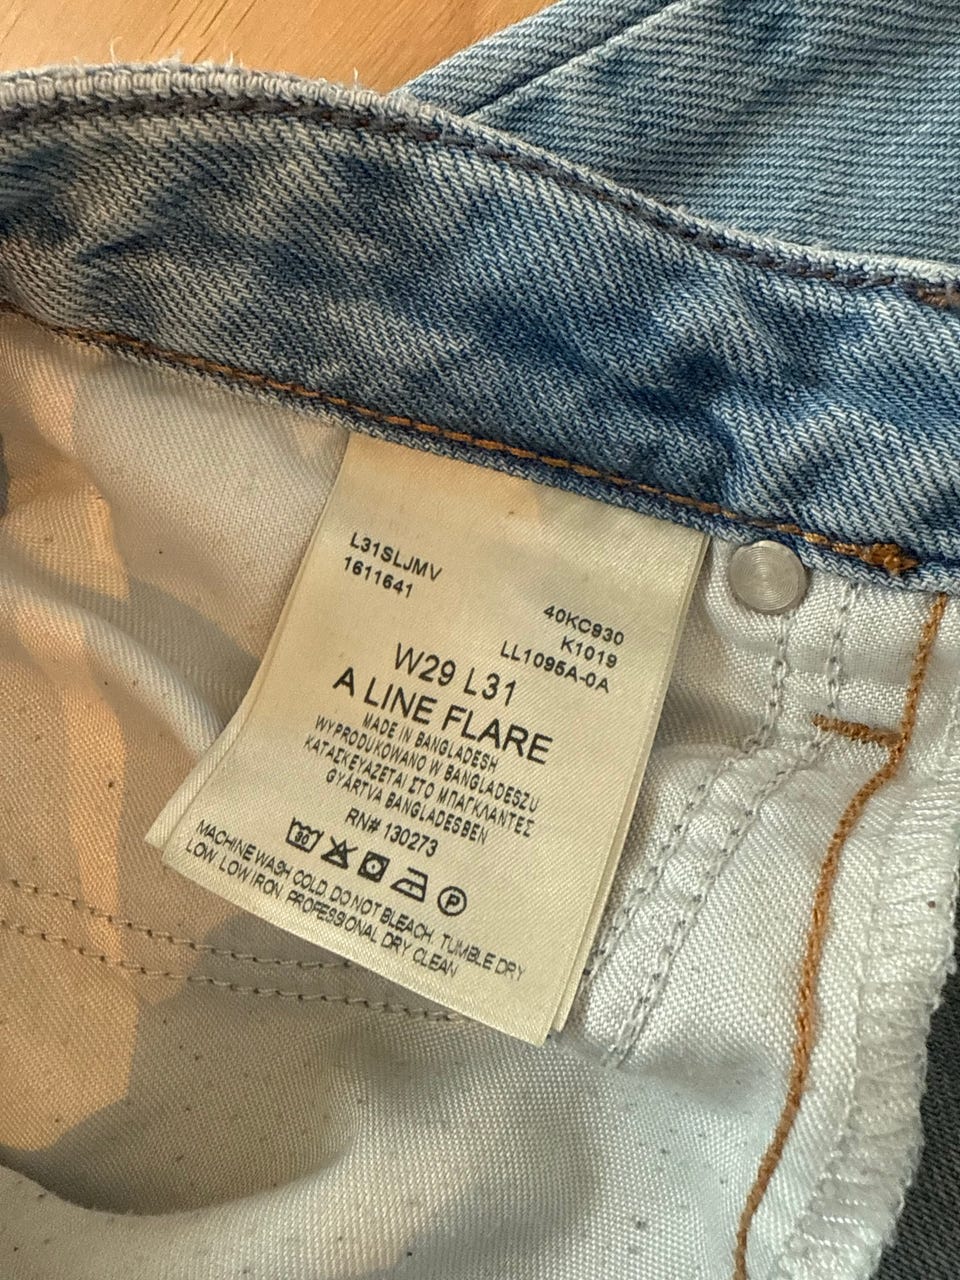 L31SLJMV
1611641
40KC930
K1019
LL1095A-0A
W29 L31
A LINE FLARE
MADE IN BANGLADESH
WYPRODUKOWANO W BANGLADESZU
ΚΑΤΑΣΚΕΥΑΖΕΤΑΙ ΣΤΟ ΜΠΑΓΚΛΑΝΤΕΣ
GYÁRTVA BANGLADESBEN
RN# 130273
30
P
MACHINE WASH COLD. DO NOT BLEACH. TUMBLE DRY
LOW. LOW IRON. PROFESSIONAL DRY CLEAN